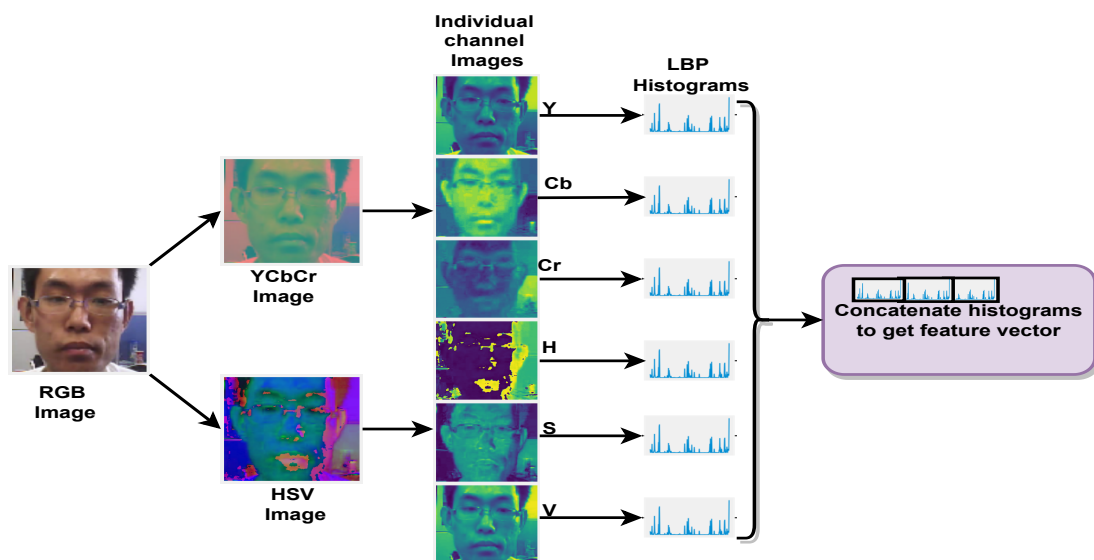 Individual
channel
Images
LBP
Histograms
Y
Cb
YCbCr
Image
Cr
Concatenate histograms
to get feature vector
H
RGB
Image
S
HSV
Image
V